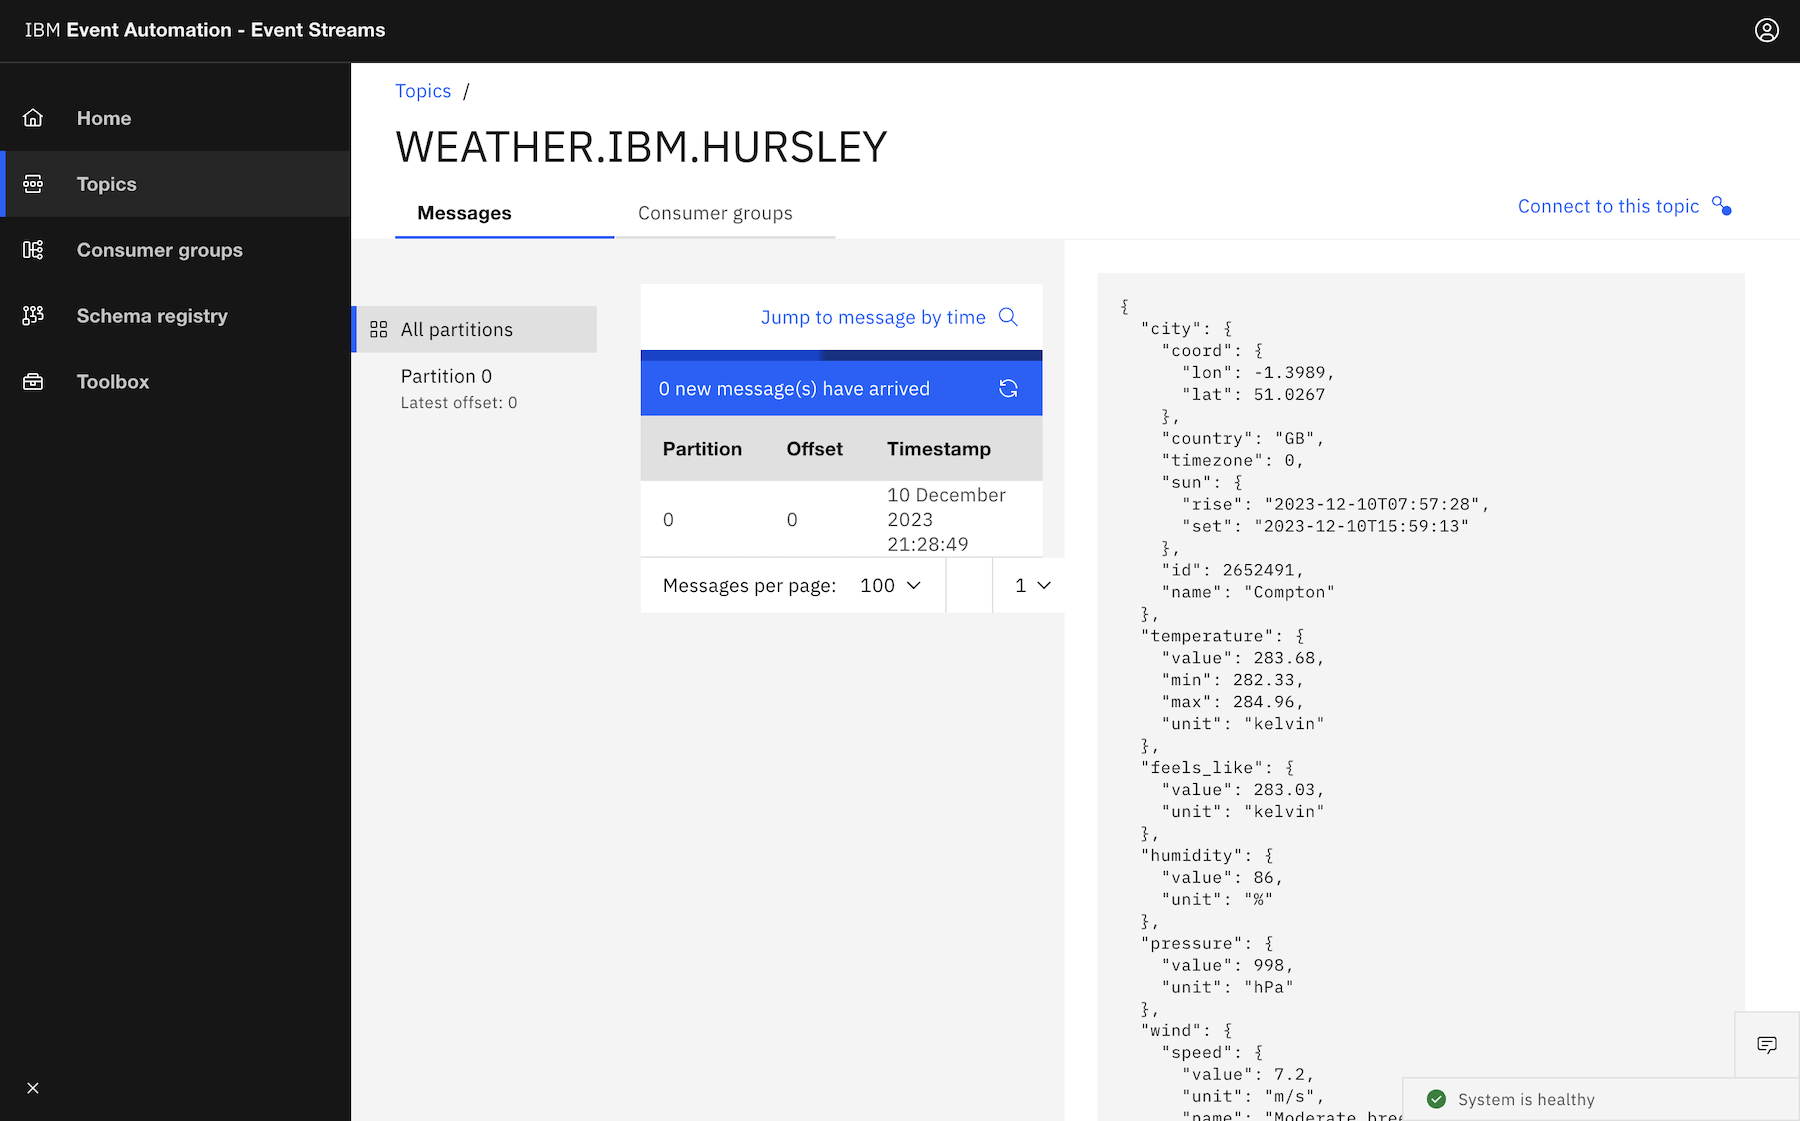 IBM Event Automation - Event Streams
Home
Topics
Consumer groups
Schema registry
Toolbox
Topics /
WEATHER.IBM.HURSLEY
Messages
Consumer groups
Connect to this topic
All partitions
Partition 0
Latest offset: 0
Jump to message by time
0 new message(s) have arrived
Partition Offset Timestamp
0 0 10 December
2023
21:28:49
Messages per page: 100 1
{
"city": {
"coord": {
"lon": -1.3989,
"lat": 51.0267
},
"country": "GB",
"timezone": 0,
"sun": {
"rise": "2023-12-10T07:57:28",
"set": "2023-12-10T15:59:13"
},
"id": 2652491,
"name": "Compton"
},
"temperature": {
"value": 283.68,
"min": 282.33,
"max": 284.96,
"unit": "kelvin"
},
"feels_like": {
"value": 283.03,
"unit": "kelvin"
},
"humidity": {
"value": 86,
"unit": "%"
},
"pressure": {
"value": 998,
"unit": "hPa"
},
"wind": {
"speed": {
"value": 7.2,
"unit": "m/s",
"name": "Moderate
System is healthy